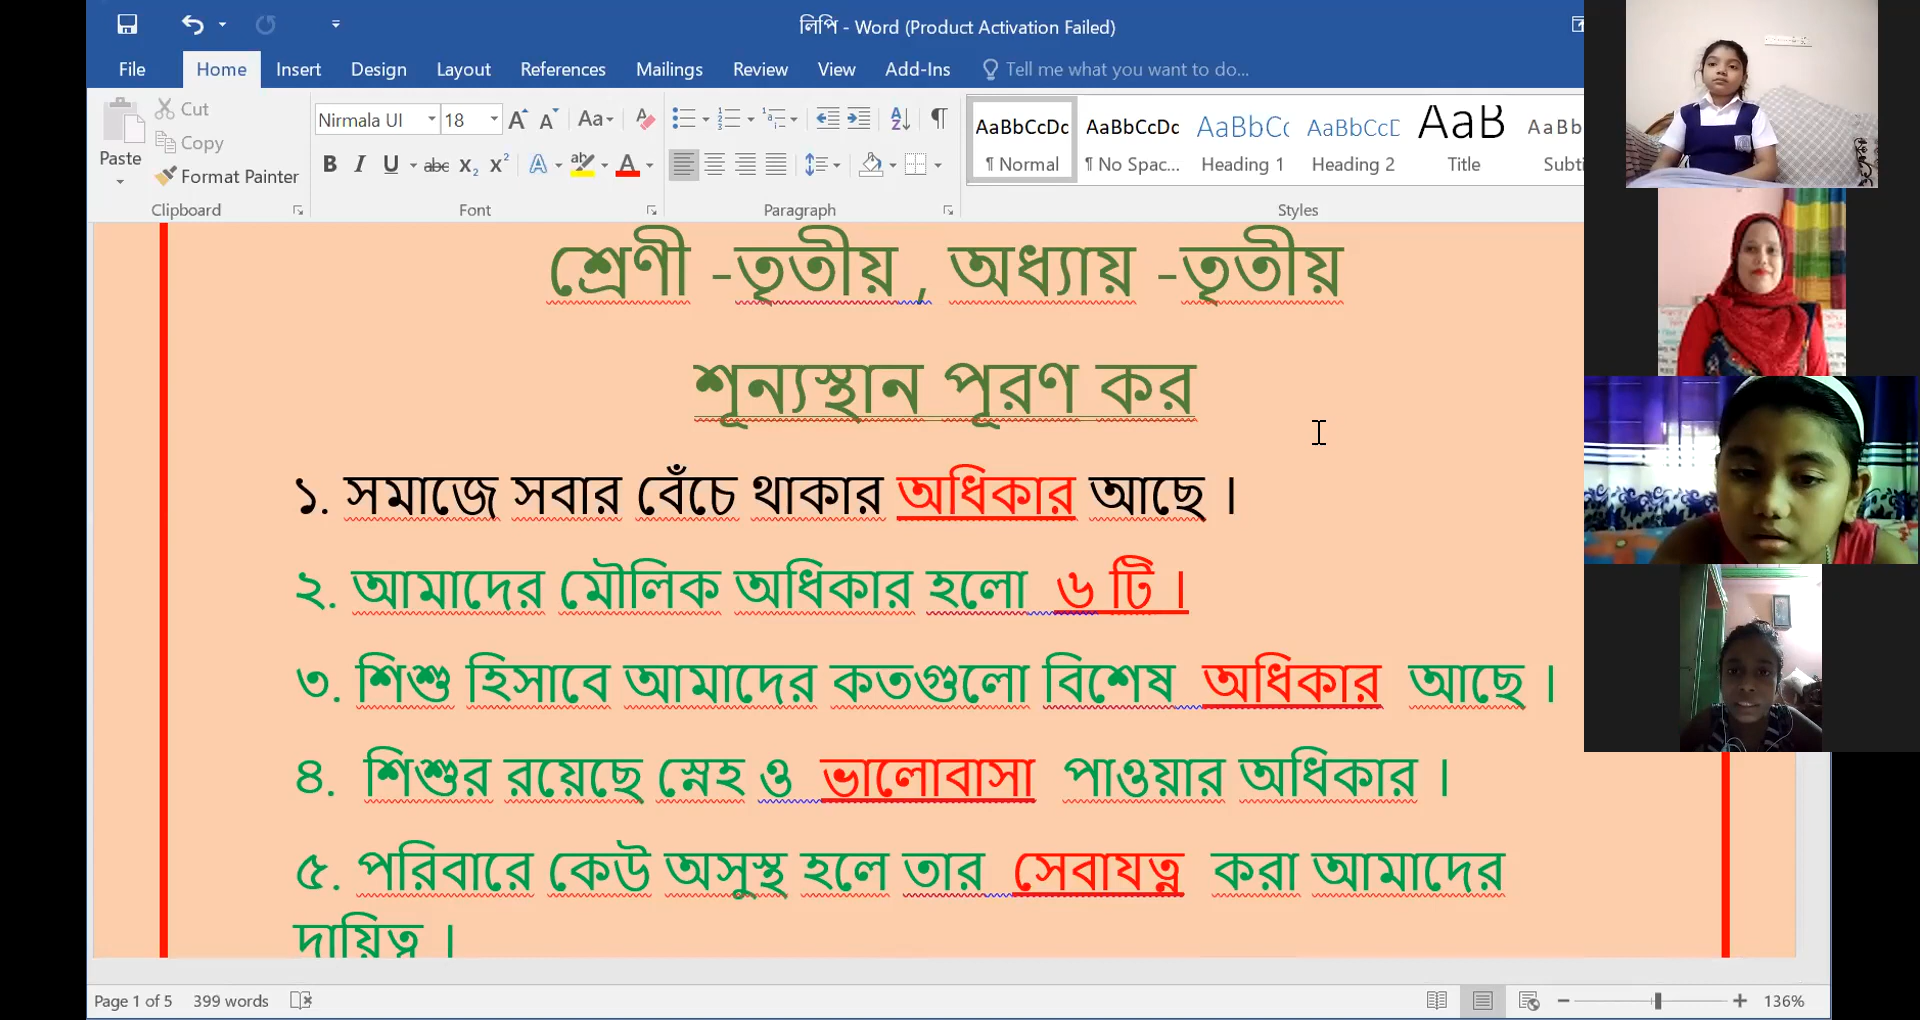 লিপি - Word (Product Activation Failed)
File Home Insert Design Layout References Mailings Review View Add-Ins Tell me what you want to do...
Paste Cut Copy Format Painter
Nirmala UI 18
AaBbCcDc AaBbCcDc AaBbCc AaBbCcD AaB AaBb
¶ Normal ¶ No Spac... Heading 1 Heading 2 Title Subti
Clipboard Font Paragraph Styles
শ্রেণী -তৃতীয় , অধ্যায় -তৃতীয়
শূন্যস্থান পূরণ কর
১. সমাজে সবার বেঁচে থাকার অধিকার আছে ।
২. আমাদের মৌলিক অধিকার হলো ৬ টি ।
৩. শিশু হিসাবে আমাদের কতগুলো বিশেষ অধিকার আছে ।
৪. শিশুর রয়েছে স্নেহ ও ভালোবাসা পাওয়ার অধিকার ।
৫. পরিবারে কেউ অসুস্থ হলে তার সেবাযত্ন করা আমাদের
দায়িত্ব ।
Page 1 of 5 399 words 136%